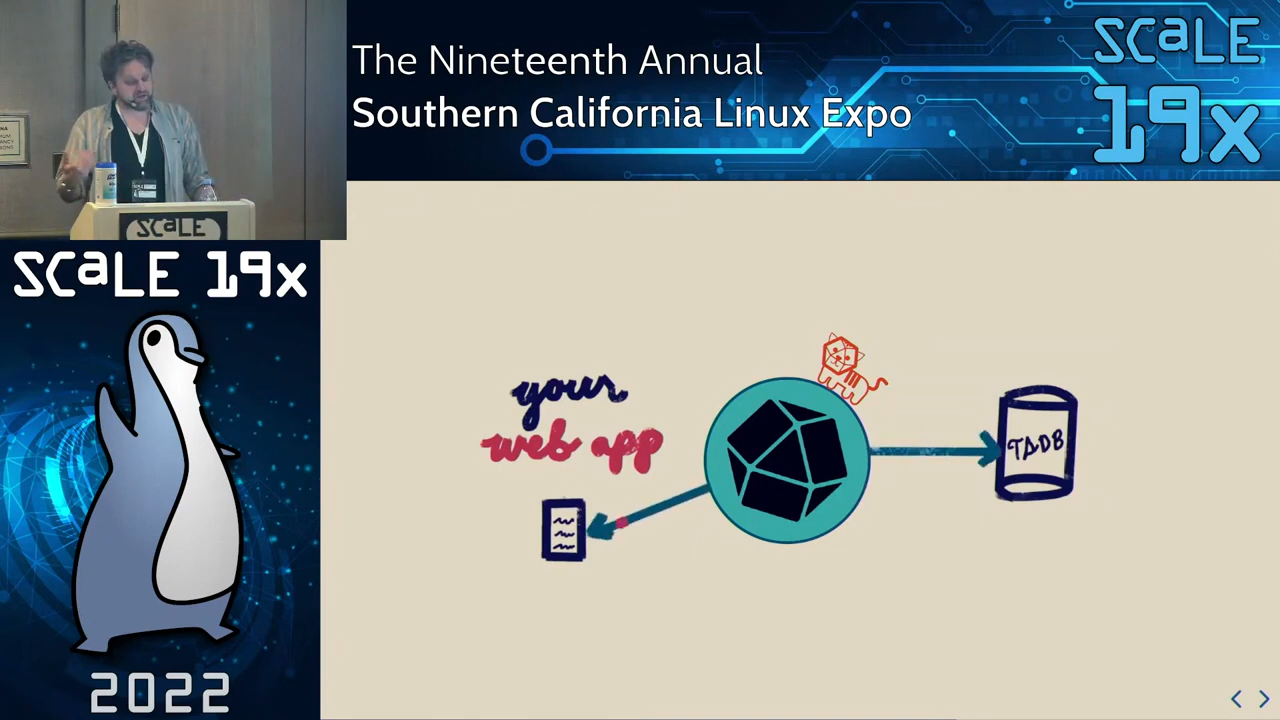 The Nineteenth Annual
Southern California Linux Expo
SCALE
19x
SCALE
SCALE 19x
2022
your
web app
TADB